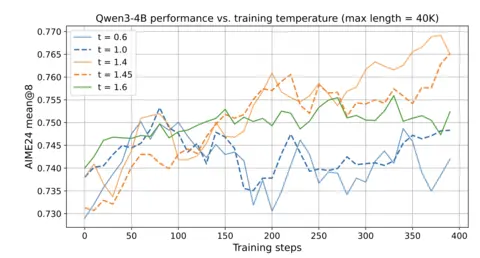 Qwen3-4B performance vs. training temperature (max length = 40K)
0.770
0.765
0.760
0.755
0.750
0.745
0.740
0.735
0.730
AIME24 mean@8
t = 0.6
t = 1.0
t = 1.4
t = 1.45
t = 1.6
0 50 100 150 200 250 300 350 400
Training steps